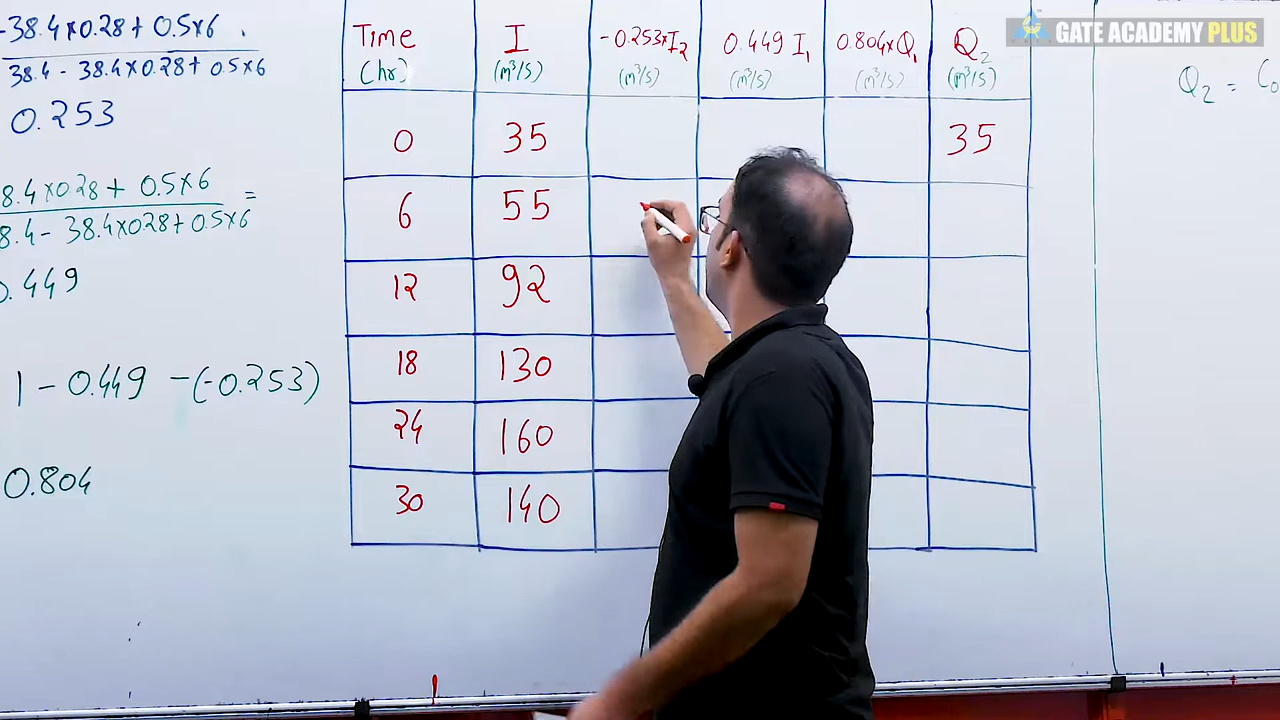 -38.4×0.28 + 0.5×6
38.4 - 38.4×0.28 + 0.5×6
0.253
8.4×0.28 + 0.5×6 =
8.4 - 38.4×0.28 + 0.5×6
0.449
1 - 0.449 -(-0.253)
0.804
Time (hr) I (m³/s) -0.253×I₂ (m³/s) 0.449 I₁ (m³/s) 0.804×Q₁ (m³/s) Q₂ (m³/s)
0 35 35
6 55
12 92
18 130
24 160
30 140
GATE ACADEMY PLUS
Q₂ = C₀